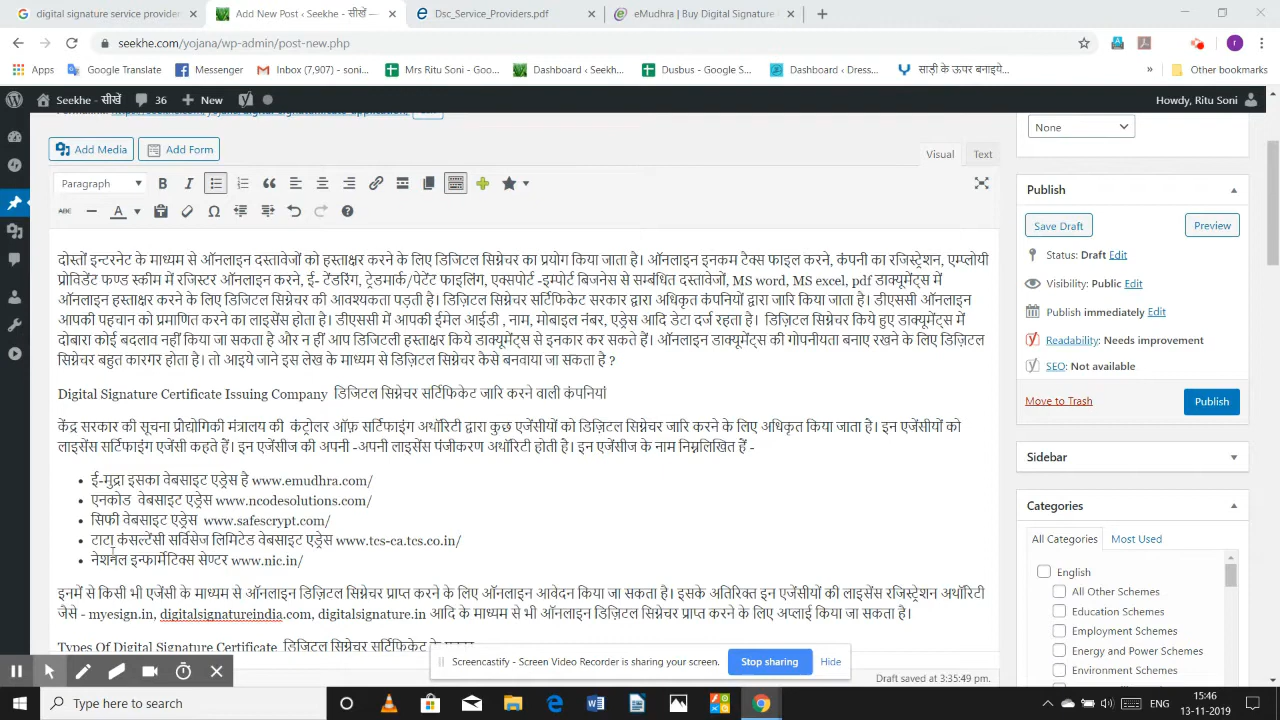 digital signature service provider
Add New Post ‹ Seekhe — सीखें —
Dsc_Service_Providers.pdf
eMudhra | Buy Digital Signature
seekhe.com/yojana/wp-admin/post-new.php
Apps
Google Translate
Messenger
Inbox (7,907) - soni...
Mrs Ritu Soni - Goo...
Dashboard ‹ Seekh...
Dusbus - Google S...
Dashboard ‹ Dress...
साड़ी के ऊपर बनाइये...
»
Other bookmarks
Seekhe - सीखें
36
New
Howdy, Ritu Soni
None
Add Media
Add Form
Visual
Text
Paragraph
B
I
ABC
A
Publish
Save Draft
Preview
Status: Draft Edit
Visibility: Public Edit
Publish immediately Edit
Readability: Needs improvement
SEO: Not available
Move to Trash
Publish
Sidebar
Categories
All Categories
Most Used
English
All Other Schemes
Education Schemes
Employment Schemes
Energy and Power Schemes
Environment Schemes
दोस्तों इन्टरनेट के माध्यम से ऑनलाइन दस्तावेजों को हस्ताक्षर करने के लिए डिजिटल सिग्नेचर का प्रयोग किया जाता है। ऑनलाइन इनकम टैक्स फाइल करने, कंपनी का रजिस्ट्रेशन, एम्प्लोयी
प्रोविडेंट फण्ड स्कीम में रजिस्टर ऑनलाइन करने, ई- टेंडरिंग, ट्रेडमार्क/पेटेंट फाइलिंग, एक्सपोर्ट -इम्पोर्ट बिजनेस से सम्बंधित दस्तावेजों, MS word, MS excel, pdf डाक्यूमेंट्स में
ऑनलाइन हस्ताक्षर करने के लिए डिजिटल सिग्नेचर की आवश्यकता पड़ती है। डिज़िटल सिग्नेचर सर्टिफिकेट सरकार द्वारा अधिकृत कंपनियों द्वारा जारि किया जाता है। डीएससी ऑनलाइन
आपकी पहचान को प्रमाणित करने का लाइसेंस होता है। डीएससी में आपकी ईमेल आईडी , नाम, मोबाइल नंबर, एड्रेस आदि डेटा दर्ज रहता है। डिज़िटल सिग्नेचर किये हुए डाक्यूमेंट्स में
दोबारा कोई बदलाव नहीं किया जा सकता है और न हीं आप डिजिटली हस्ताक्षर किये डाक्यूमेंट्स से इनकार कर सकते हैं। ऑनलाइन डाक्यूमेंट्स की गोपनीयता बनाए रखने के लिए डिज़िटल
सिग्नेचर बहुत कारगर होता है। तो आइये जाने इस लेख के माध्यम से डिज़िटल सिग्नेचर कैसे बनवाया जा सकता है ?
Digital Signature Certificate Issuing Company डिजिटल सिग्नेचर सर्टिफिकेट जारि करने वाली कंपनियां
केंद्र सरकार की सूचना प्रौद्योगिकी मंत्रालय की कंट्रोलर ऑफ़ सर्टिफाइंग अथॉरिटी द्वारा कुछ एजेंसीयों को डिज़िटल सिग्नेचर जारि करने के लिए अधिकृत किया जाता है। इन एजेंसीयों को
लाइसेंस सर्टिफाइंग एजेंसी कहते हैं। इन एजेंसीज की अपनी -अपनी लाइसेंस पंजीकरण अथॉरिटी होती है। इन एजेंसीज के नाम निम्नलिखित हैं -
• ई-मुद्रा इसका वेबसाइट एड्रेस है www.emudhra.com/
• एनकोड वेबसाइट एड्रेस www.ncodesolutions.com/
• सिफी वेबसाइट एड्रेस www.safescrypt.com/
• टाटा कंसल्टेंसी सर्विसेज लिमिटेड वेबसाइट एड्रेस www.tcs-ca.tcs.co.in/
• नेशनल इन्फार्मेटिक्स सेण्टर www.nic.in/
इनमें से किसी भी एजेंसी के माध्यम से ऑनलाइन डिज़िटल सिग्नेचर प्राप्त करने के लिए ऑनलाइन आवेदन किया जा सकता है। इसके अतिरिक्त इन एजेंसीयों की लाइसेंस रजिस्ट्रेशन अथॉरिटी
जैसे - myesign.in, digitalsignatureindia.com, digitalsignature.in आदि के माध्यम से भी ऑनलाइन डिज़िटल सिग्नेचर प्राप्त करने के लिए अप्लाई किया जा सकता है।
Types Of Digital Signature Certificate डिजिटल सिग्नेचर सर्टिफिकेट के
Screencastify - Screen Video Recorder is sharing your screen.
Stop sharing
Hide
Draft saved at 3:35:49 pm.
Type here to search
ENG
15:46
13-11-2019